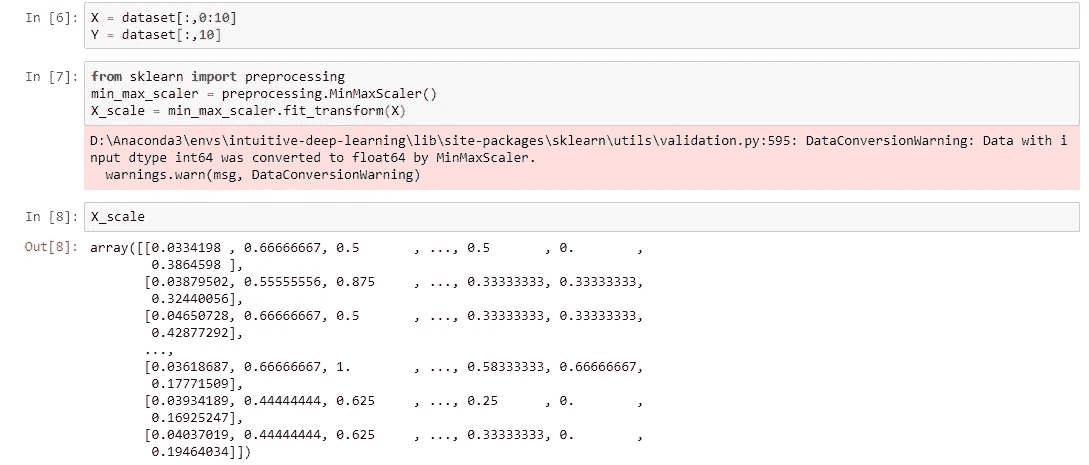 In [6]: X = dataset[:,0:10]
Y = dataset[:,10]
In [7]: from sklearn import preprocessing
min_max_scaler = preprocessing.MinMaxScaler()
X_scale = min_max_scaler.fit_transform(X)
D:\Anaconda3\envs\intuitive-deep-learning\lib\site-packages\sklearn\utils\validation.py:595: DataConversionWarning: Data with i
nput dtype int64 was converted to float64 by MinMaxScaler.
  warnings.warn(msg, DataConversionWarning)
In [8]: X_scale
Out[8]: array([[0.0334198 , 0.66666667, 0.5       , ..., 0.5       , 0.        ,
        0.3864598 ],
       [0.03879502, 0.55555556, 0.875     , ..., 0.33333333, 0.33333333,
        0.32440056],
       [0.04650728, 0.66666667, 0.5       , ..., 0.33333333, 0.33333333,
        0.42877292],
       ...,
       [0.03618687, 0.66666667, 1.        , ..., 0.58333333, 0.66666667,
        0.17771509],
       [0.03934189, 0.44444444, 0.625     , ..., 0.25      , 0.        ,
        0.16925247],
       [0.04037019, 0.44444444, 0.625     , ..., 0.33333333, 0.        ,
        0.19464034]])